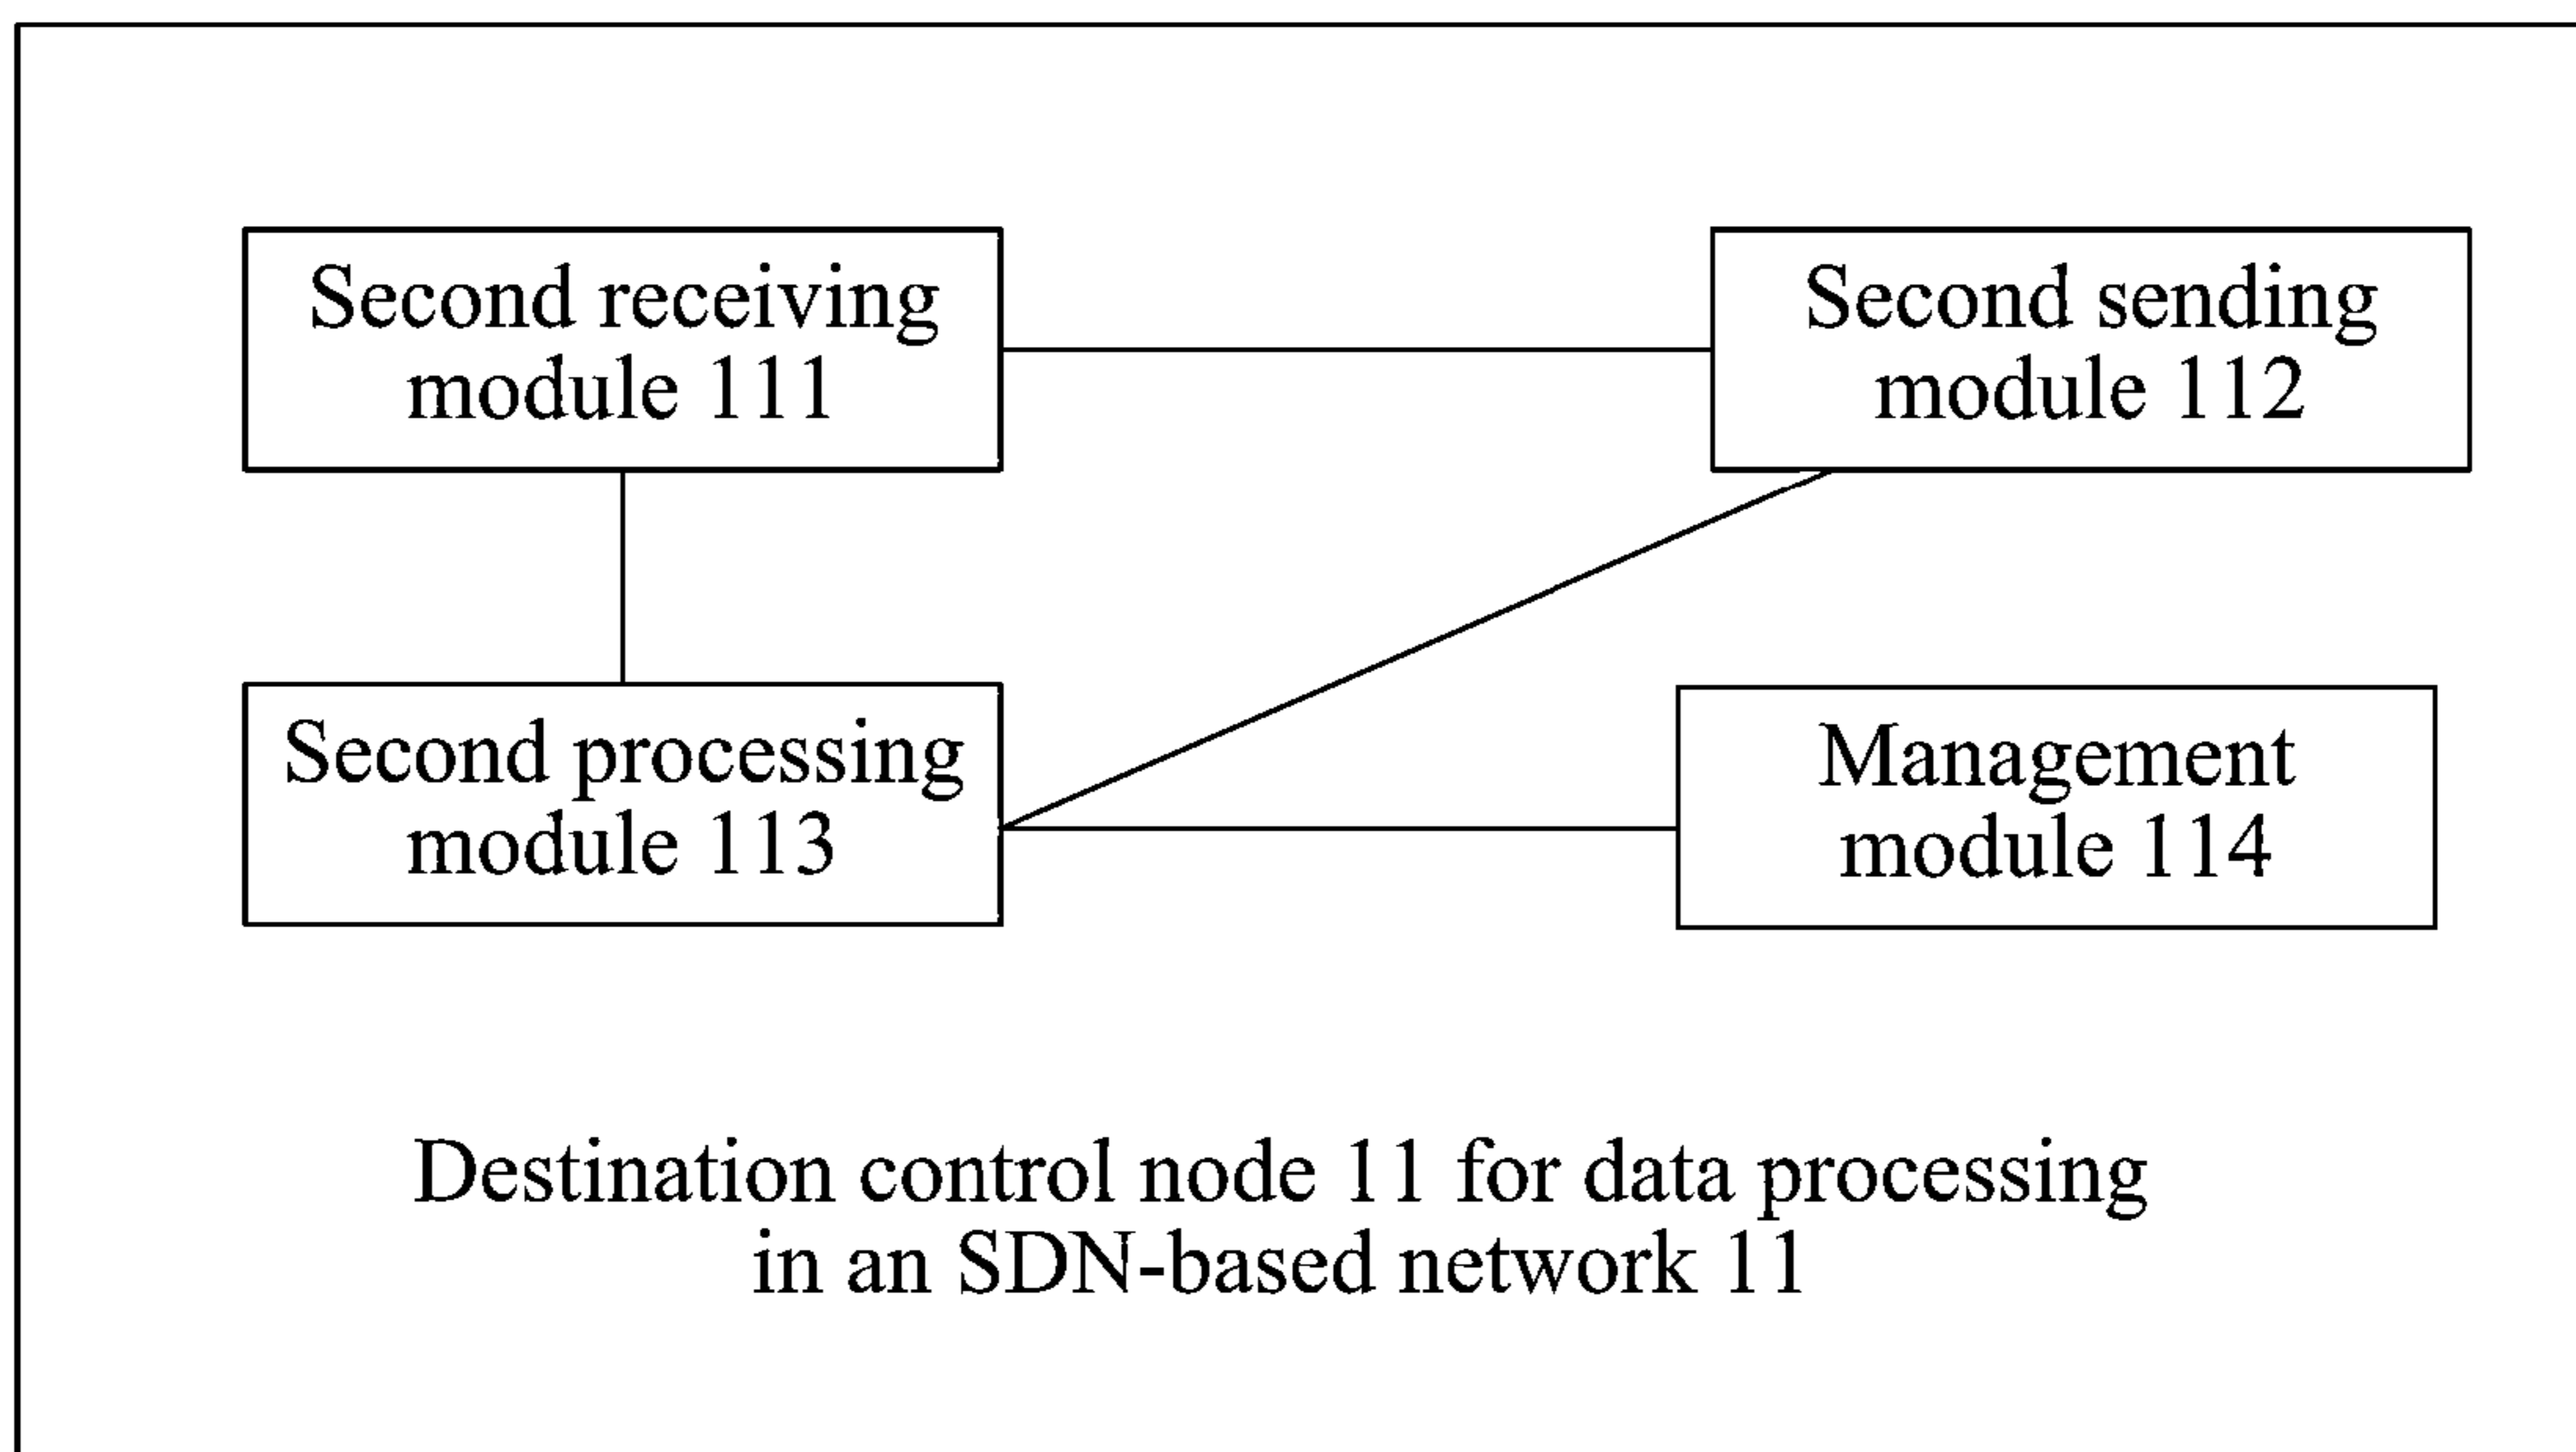 Second receiving
module 111
Second sending
module 112
Second processing
module 113
Management
module 114
Destination control node 11 for data processing
in an SDN-based network 11